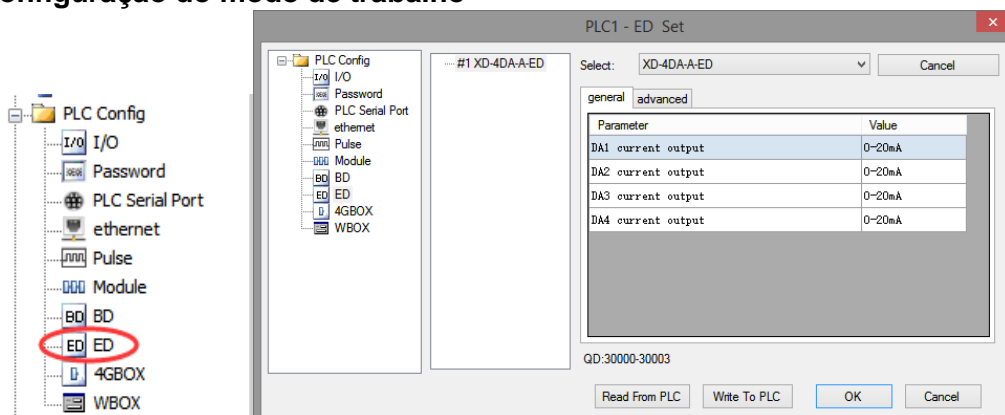 onfiguração do modo de trabalho
PLC Config
I/O I/O
Password
PLC Serial Port
ethernet
Pulse
Module
BD BD
ED ED
4GBOX
WBOX
PLC1 - ED Set
PLC Config
I/O I/O
Password
PLC Serial Port
ethernet
Pulse
Module
BD BD
ED ED
4GBOX
WBOX
#1 XD-4DA-A-ED
Select: XD-4DA-A-ED Cancel
general advanced
Parameter Value
DA1 current output 0-20mA
DA2 current output 0-20mA
DA3 current output 0-20mA
DA4 current output 0-20mA
QD:30000-30003
Read From PLC Write To PLC OK Cancel